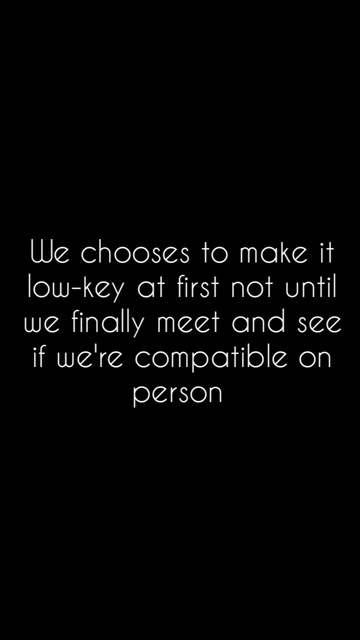 We chooses to make it
low-key at first not until
we finally meet and see
if we're compatible on
person